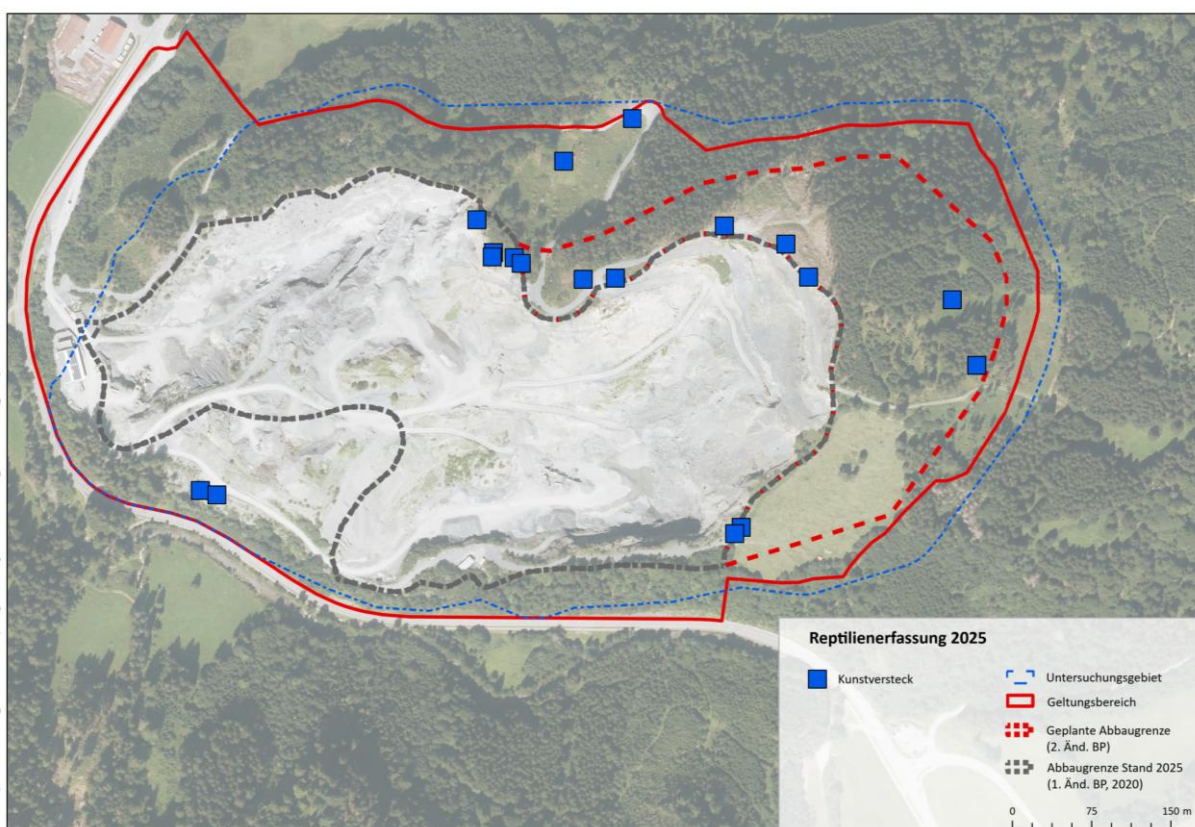 Reptilienerfassung 2025
Kunstversteck
Untersuchungsgebiet
Geltungsbereich
Geplante Abbaugrenze
(2. Änd. BP)
Abbaugrenze Stand 2025
(1. Änd. BP, 2020)
0 75 150 m